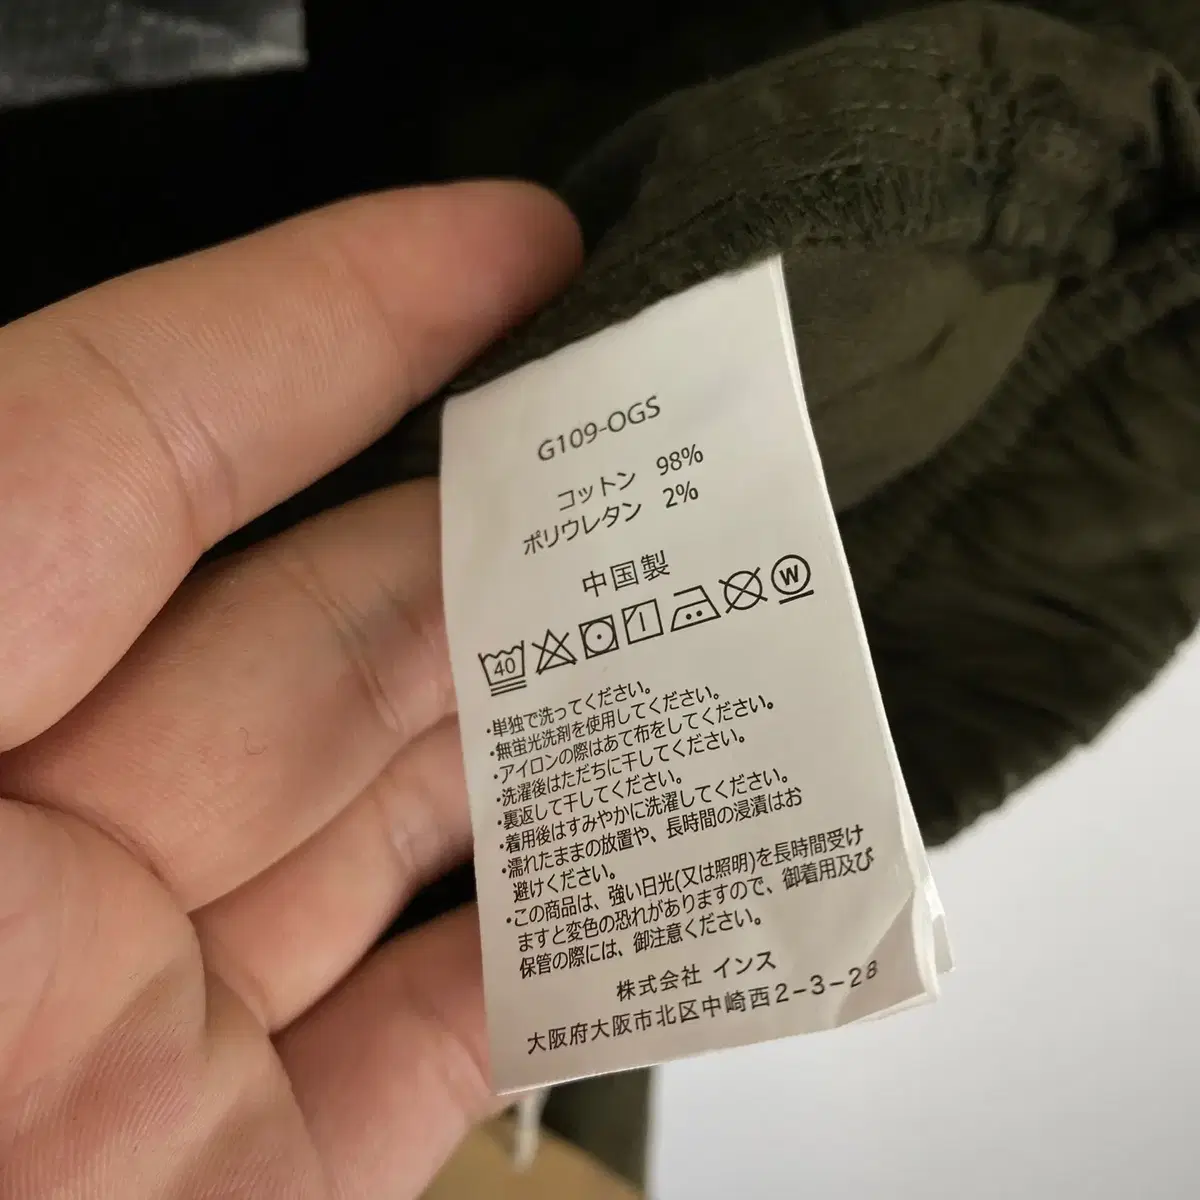 G109-OGS
コットン 98%
ポリウレタン 2%
中国製
40 W
・単独で洗ってください。
・無蛍光洗剤を使用してください。
・アイロンの際はあて布をしてください。
・洗濯後はただちに干してください。
・裏返して干してください。
・着用後はすみやかに洗濯してください。
・濡れたままの放置や、長時間の浸漬はお
避けください。
・この商品は、強い日光(又は照明)を長時間受け
ますと変色の恐れがありますので、御着用及び
保管の際には、御注意ください。
株式会社 インス
大阪府大阪市北区中崎西2-3-28